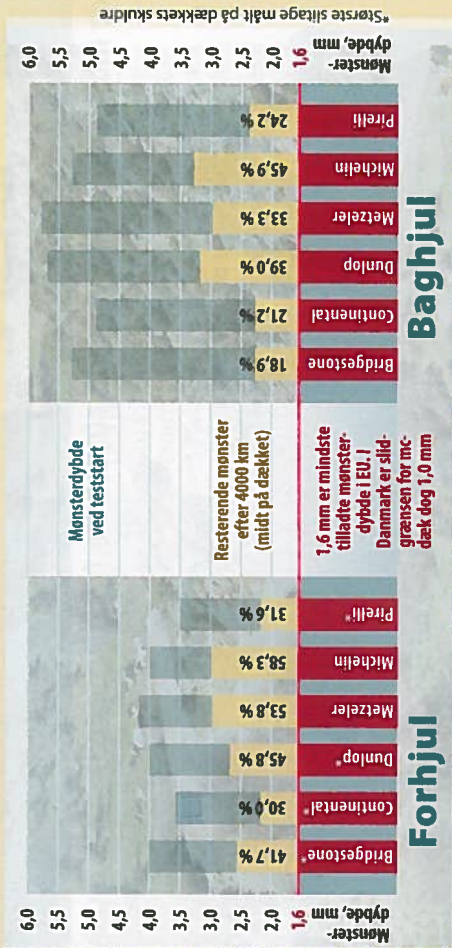 Mønster-
dybde, mm
6,0
5,5
5,0
4,5
4,0
3,5
3,0
2,5
2,0
1,6
41,7 %
30,0 %
45,8 %
53,8 %
58,3 %
31,6 %
Bridgestone*
Continental*
Dunlop*
Metzeler
Michelin
Pirelli*
Forhjul
Mønsterdybde
ved teststart
Resterende mønster
efter 4000 km
(midt på dækket)
1,6 mm er mindste
tilladte mønster-
dybde i EU. I
Danmark er slid-
grænsen for mc-
dæk dog 1,0 mm
18,9 %
21,2 %
39,0 %
33,3 %
45,9 %
24,2 %
Bridgestone
Continental
Dunlop
Metzeler
Michelin
Pirelli
Baghjul
Mønster-
dybde, mm
6,0
5,5
5,0
4,5
4,0
3,5
3,0
2,5
2,0
1,6
*Største slitage målt på dækkets skuldre